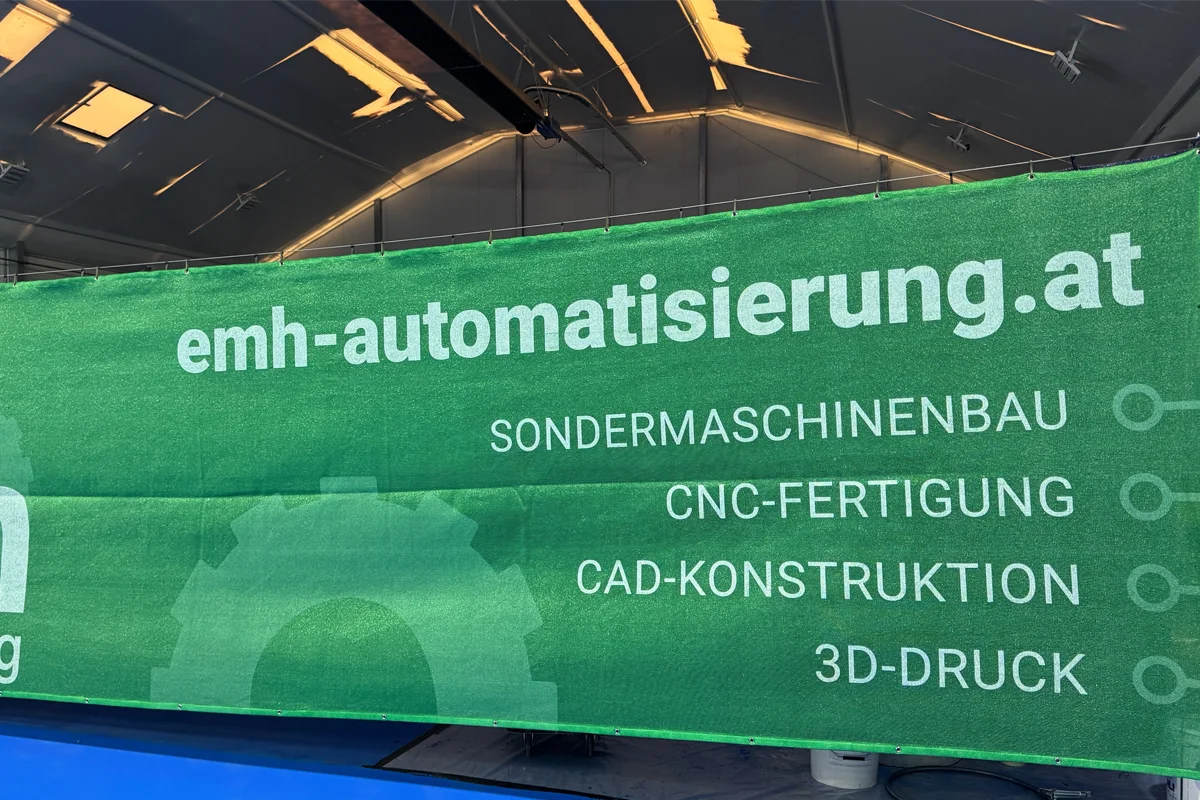 emh-automatisierung.at
SONDERMASCHINENBAU
CNC-FERTIGUNG
CAD-KONSTRUKTION
3D-DRUCK